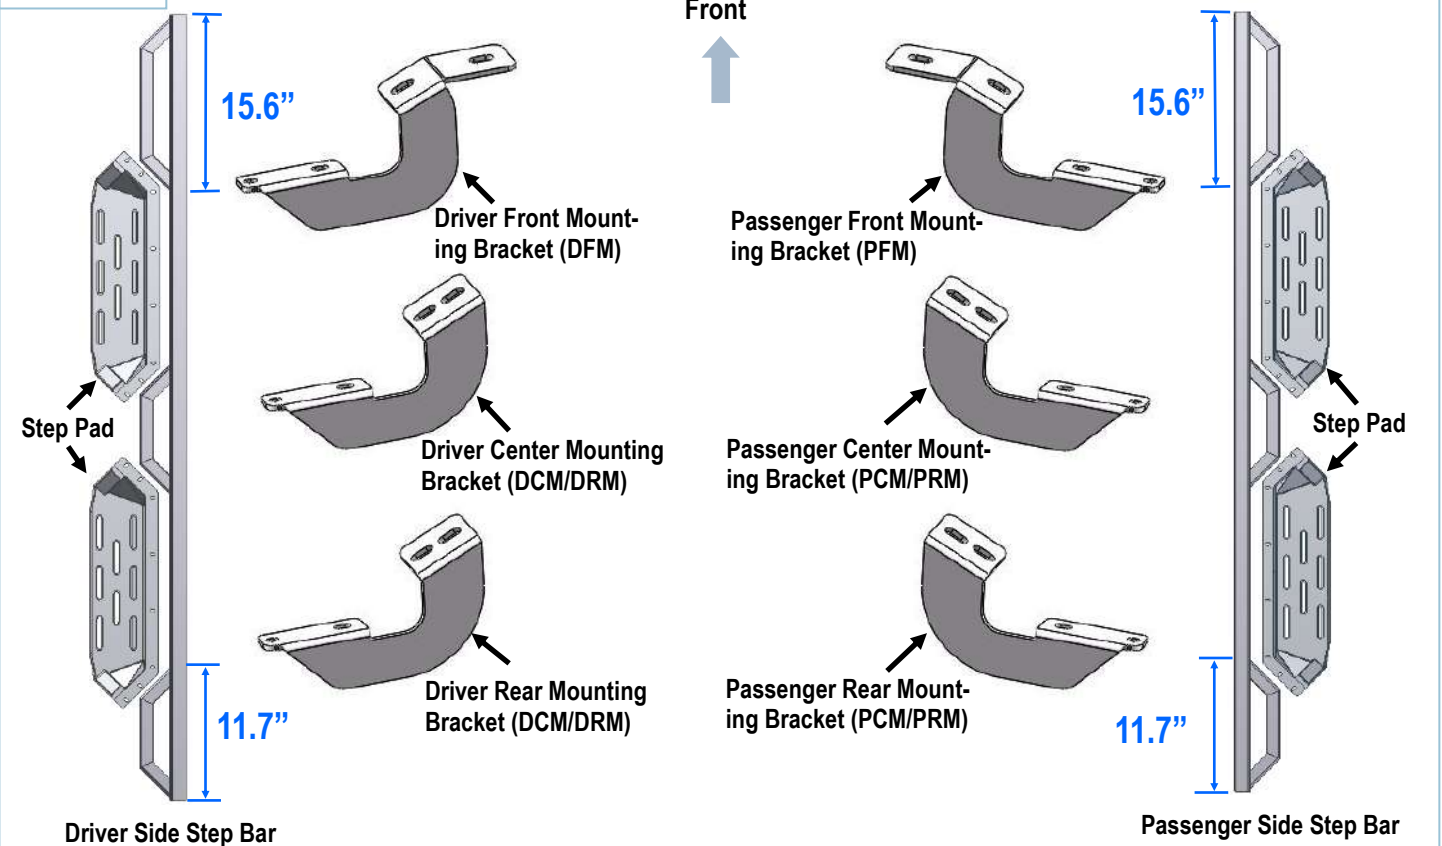 Front
15.6”
15.6”
Driver Front Mount-
ing Bracket (DFM)
Passenger Front Mount-
ing Bracket (PFM)
Step Pad
Step Pad
Driver Center Mounting
Bracket (DCM/DRM)
Passenger Center Mount-
ing Bracket (PCM/PRM)
Driver Rear Mounting
Bracket (DCM/DRM)
Passenger Rear Mount-
ing Bracket (PCM/PRM)
11.7”
11.7”
Driver Side Step Bar
Passenger Side Step Bar